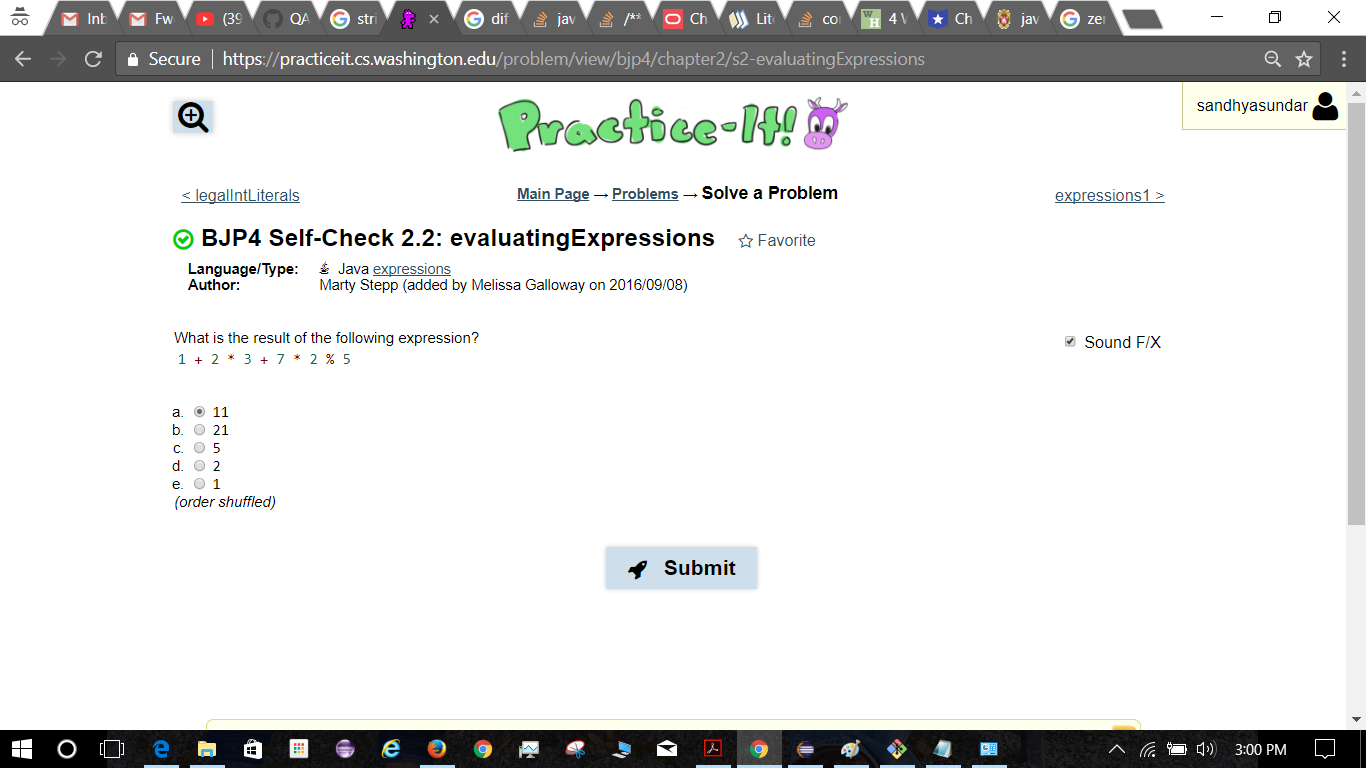 Inb
Fw
(39
QA
stri
dif
jav
/**
Ch
Lite
cor
4 W
Ch
jav
zer
Secure
https://practiceit.cs.washington.edu/problem/view/bjp4/chapter2/s2-evaluatingExpressions
Practice-It!
sandhyasundar
< legalIntLiterals
Main Page → Problems → Solve a Problem
expressions1 >
BJP4 Self-Check 2.2: evaluatingExpressions
Favorite
Language/Type: Java expressions
Author: Marty Stepp (added by Melissa Galloway on 2016/09/08)
What is the result of the following expression?
Sound F/X
1 + 2 * 3 + 7 * 2 % 5
a. 11
b. 21
c. 5
d. 2
e. 1
(order shuffled)
Submit
3:00 PM